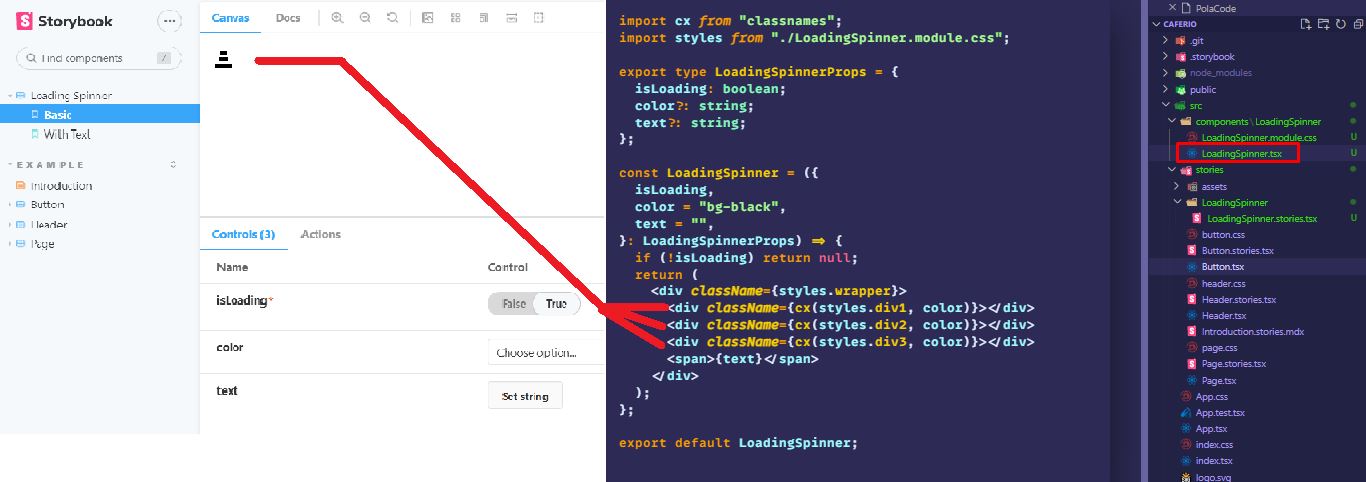 Storybook
Find components
/
Loading Spinner
Basic
With Text
EXAMPLE
Introduction
Button
Header
Page
Canvas
Docs
Controls (3)
Actions
Name
Control
isLoading*
False
True
color
Choose option...
text
Set string
import cx from "classnames";
import styles from "./LoadingSpinner.module.css";
export type LoadingSpinnerProps = {
isLoading: boolean;
color?: string;
text?: string;
};
const LoadingSpinner = ({
isLoading,
color = "bg-black",
text = "",
}: LoadingSpinnerProps) => {
if (!isLoading) return null;
return (
<div className={styles.wrapper}>
<div className={cx(styles.div1, color)}></div>
<div className={cx(styles.div2, color)}></div>
<div className={cx(styles.div3, color)}></div>
<span>{text}</span>
</div>
);
};
export default LoadingSpinner;
PolaCode
CAFERIO
.git
.storybook
node_modules
public
src
components \ LoadingSpinner
LoadingSpinner.module.css U
LoadingSpinner.tsx U
stories
assets
LoadingSpinner
LoadingSpinner.stories.tsx U
button.css
Button.stories.tsx
Button.tsx
header.css
Header.stories.tsx
Header.tsx
Introduction.stories.mdx
page.css
Page.stories.tsx
Page.tsx
App.css
App.test.tsx
App.tsx
index.css
index.tsx
logo.svg